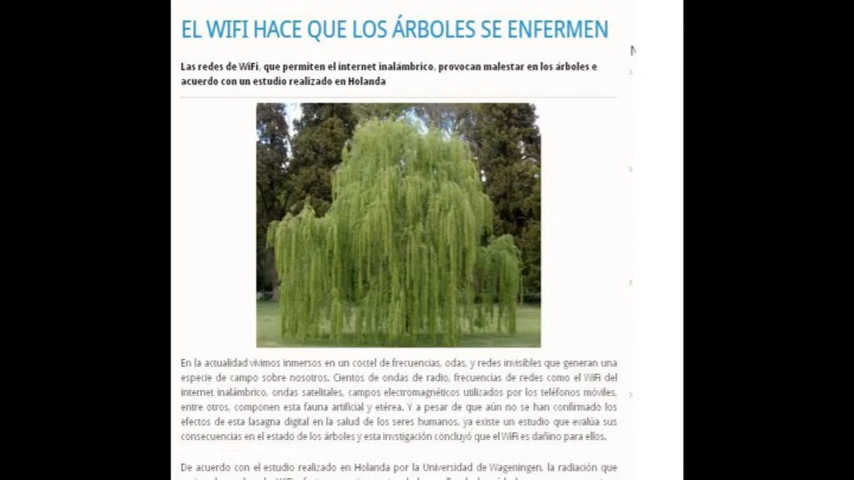 EL WIFI HACE QUE LOS ÁRBOLES SE ENFERMEN
Las redes de WiFi, que permiten el internet inalámbrico, provocan malestar en los árboles e
acuerdo con un estudio realizado en Holanda
En la actualidad vivimos inmersos en un coctel de frecuencias, odas, y redes invisibles que generan una
especie de campo sobre nosotros. Cientos de ondas de radio, frecuencias de redes como el WiFi del
internet inalámbrico, ondas satelitales, campos electromagnéticos utilizados por los teléfonos móviles,
entre otros, componen esta fauna artificial y etérea. Y a pesar de que aún no se han confirmado los
efectos de esta lasagna digital en la salud de los seres humanos, ya existe un estudio que evalúa sus
consecuencias en el estado de los árboles y esta invstigación concluyó que el WiFi es dañino para ellos.
De acuerdo con el estudio realizado en Holanda por la Universidad de Wageningen, la radiación que